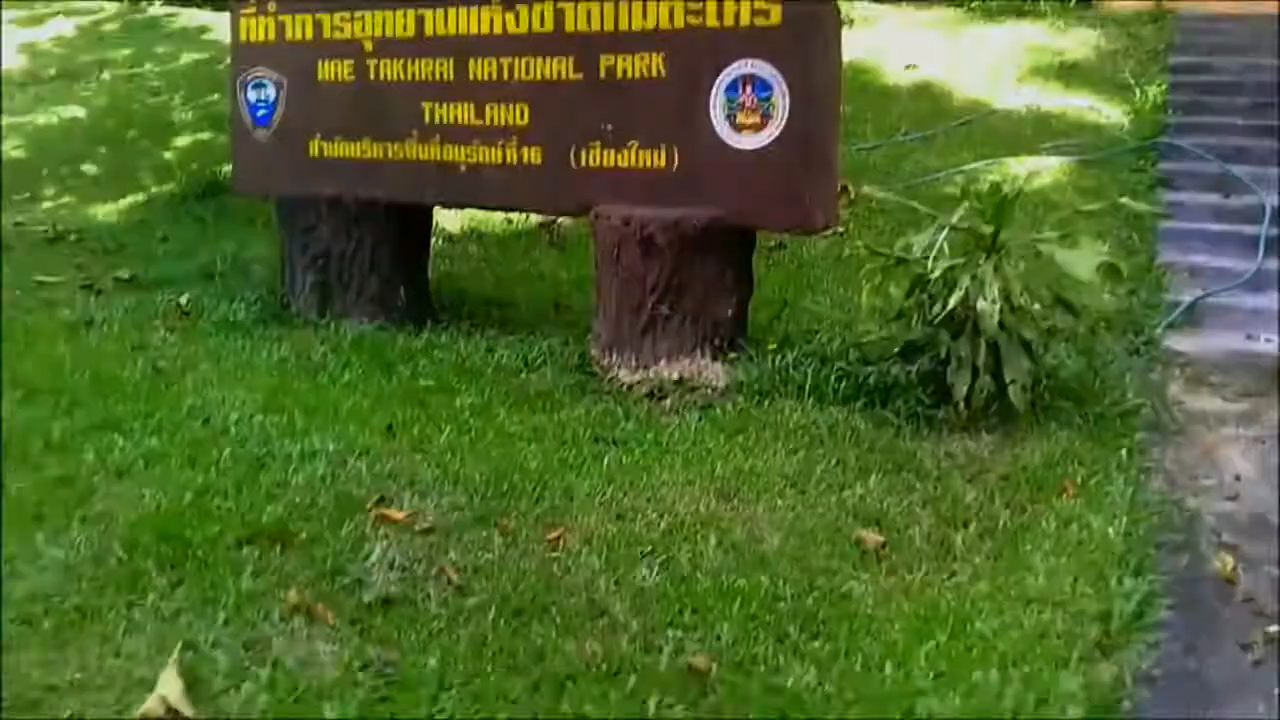 ที่ทำการอุทยานแห่งชาติแม่ตะไคร้
MAE TAKHRAI NATIONAL PARK
THAILAND
สำนักบริหารพื้นที่อนุรักษ์ที่ 16 (เชียงใหม่)